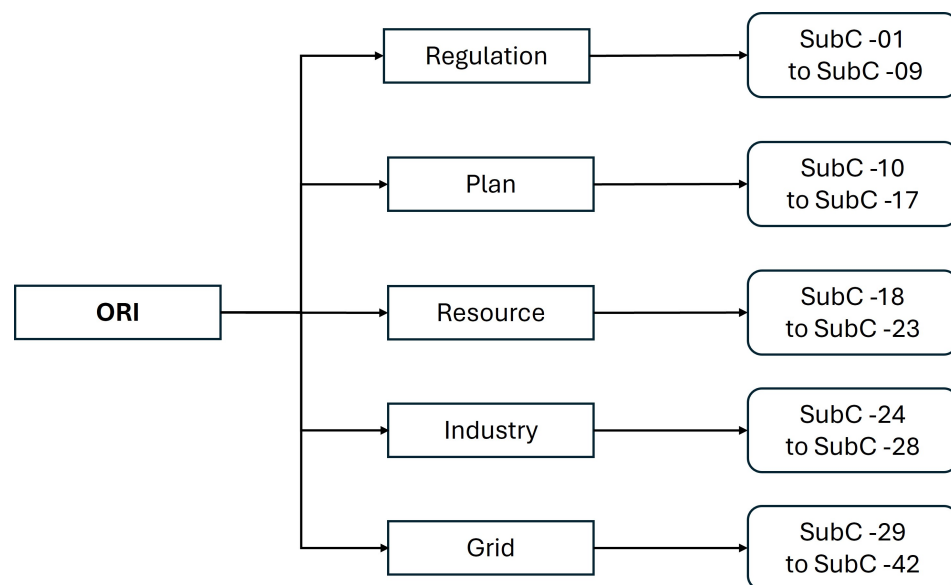 Regulation
SubC -01
to SubC -09
Plan
SubC -10
to SubC -17
ORI
Resource
SubC -18
to SubC -23
Industry
SubC -24
to SubC -28
Grid
SubC -29
to SubC -42